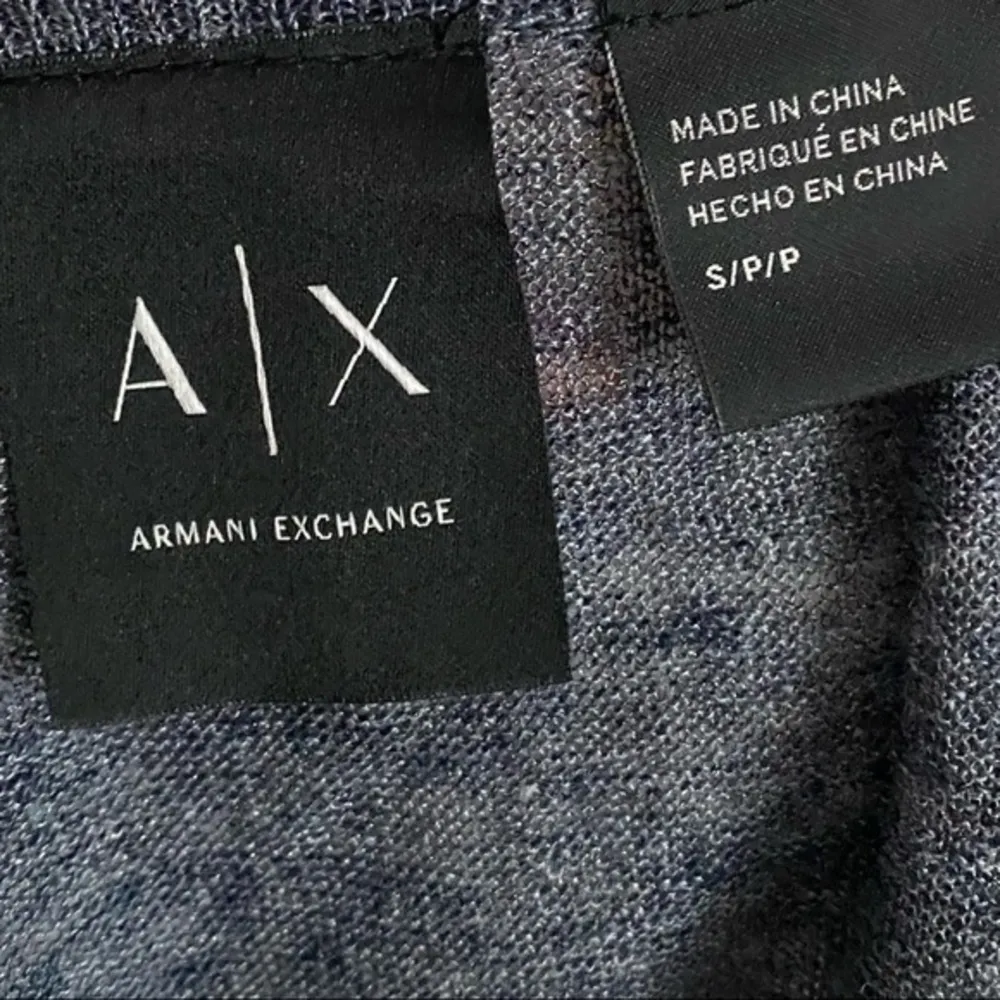 A|X
ARMANI EXCHANGE
MADE IN CHINA
FABRIQUÉ EN CHINE
HECHO EN CHINA
S/P/P